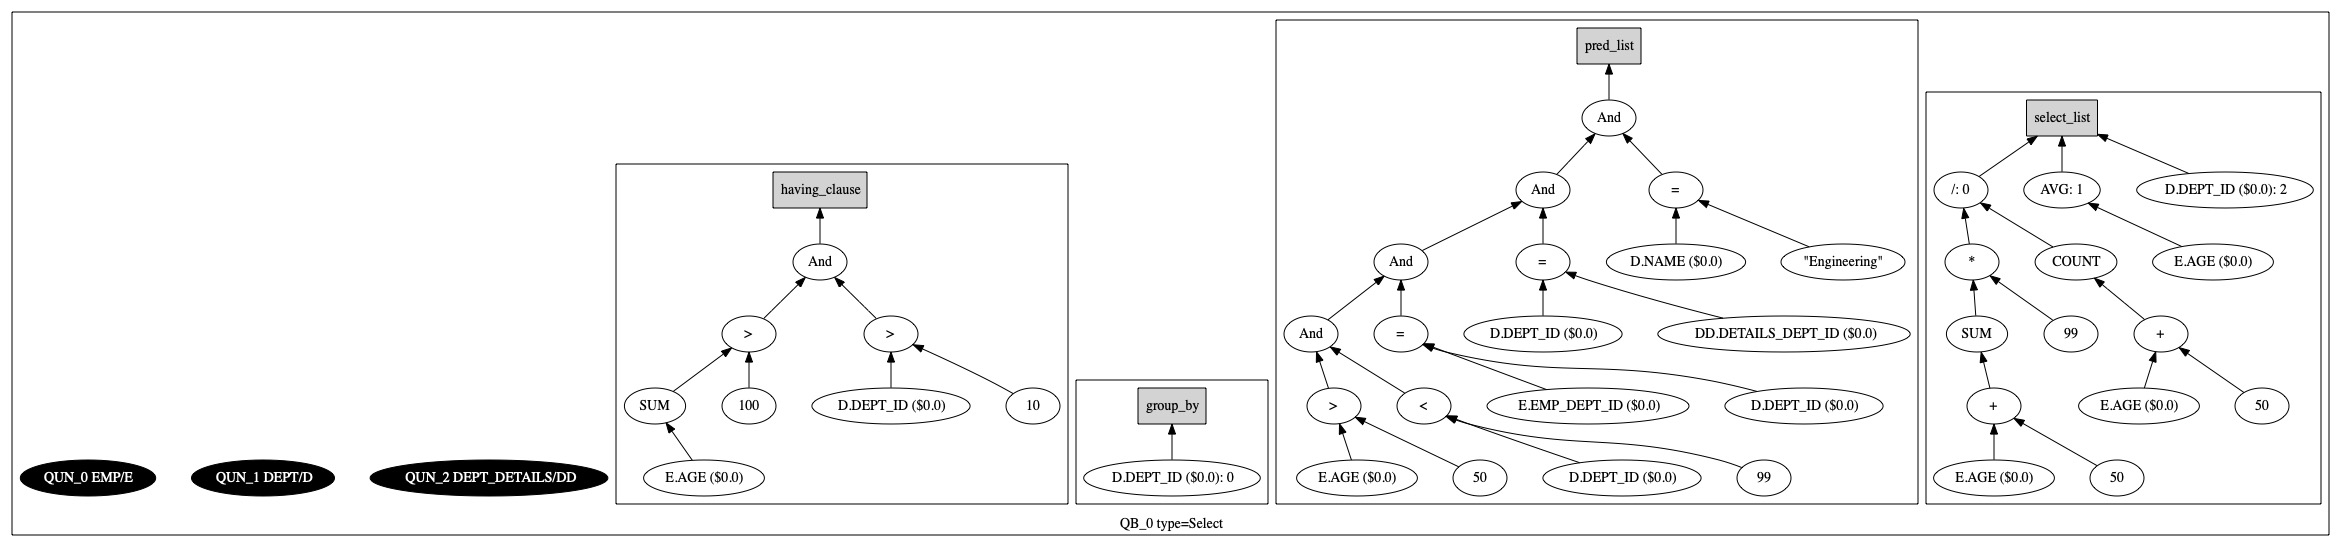 pred_list
And
select_list
having_clause
And
=
/: 0
AVG: 1
D.DEPT_ID ($0.0): 2
And
And
=
D.NAME ($0.0)
"Engineering"
*
COUNT
E.AGE ($0.0)
>
>
And
=
D.DEPT_ID ($0.0)
DD.DETAILS_DEPT_ID ($0.0)
SUM
99
+
SUM
100
D.DEPT_ID ($0.0)
10
group_by
>
<
E.EMP_DEPT_ID ($0.0)
D.DEPT_ID ($0.0)
+
E.AGE ($0.0)
50
QUN_0 EMP/E
QUN_1 DEPT/D
QUN_2 DEPT_DETAILS/DD
E.AGE ($0.0)
D.DEPT_ID ($0.0): 0
E.AGE ($0.0)
50
D.DEPT_ID ($0.0)
99
E.AGE ($0.0)
50
QB_0 type=Select